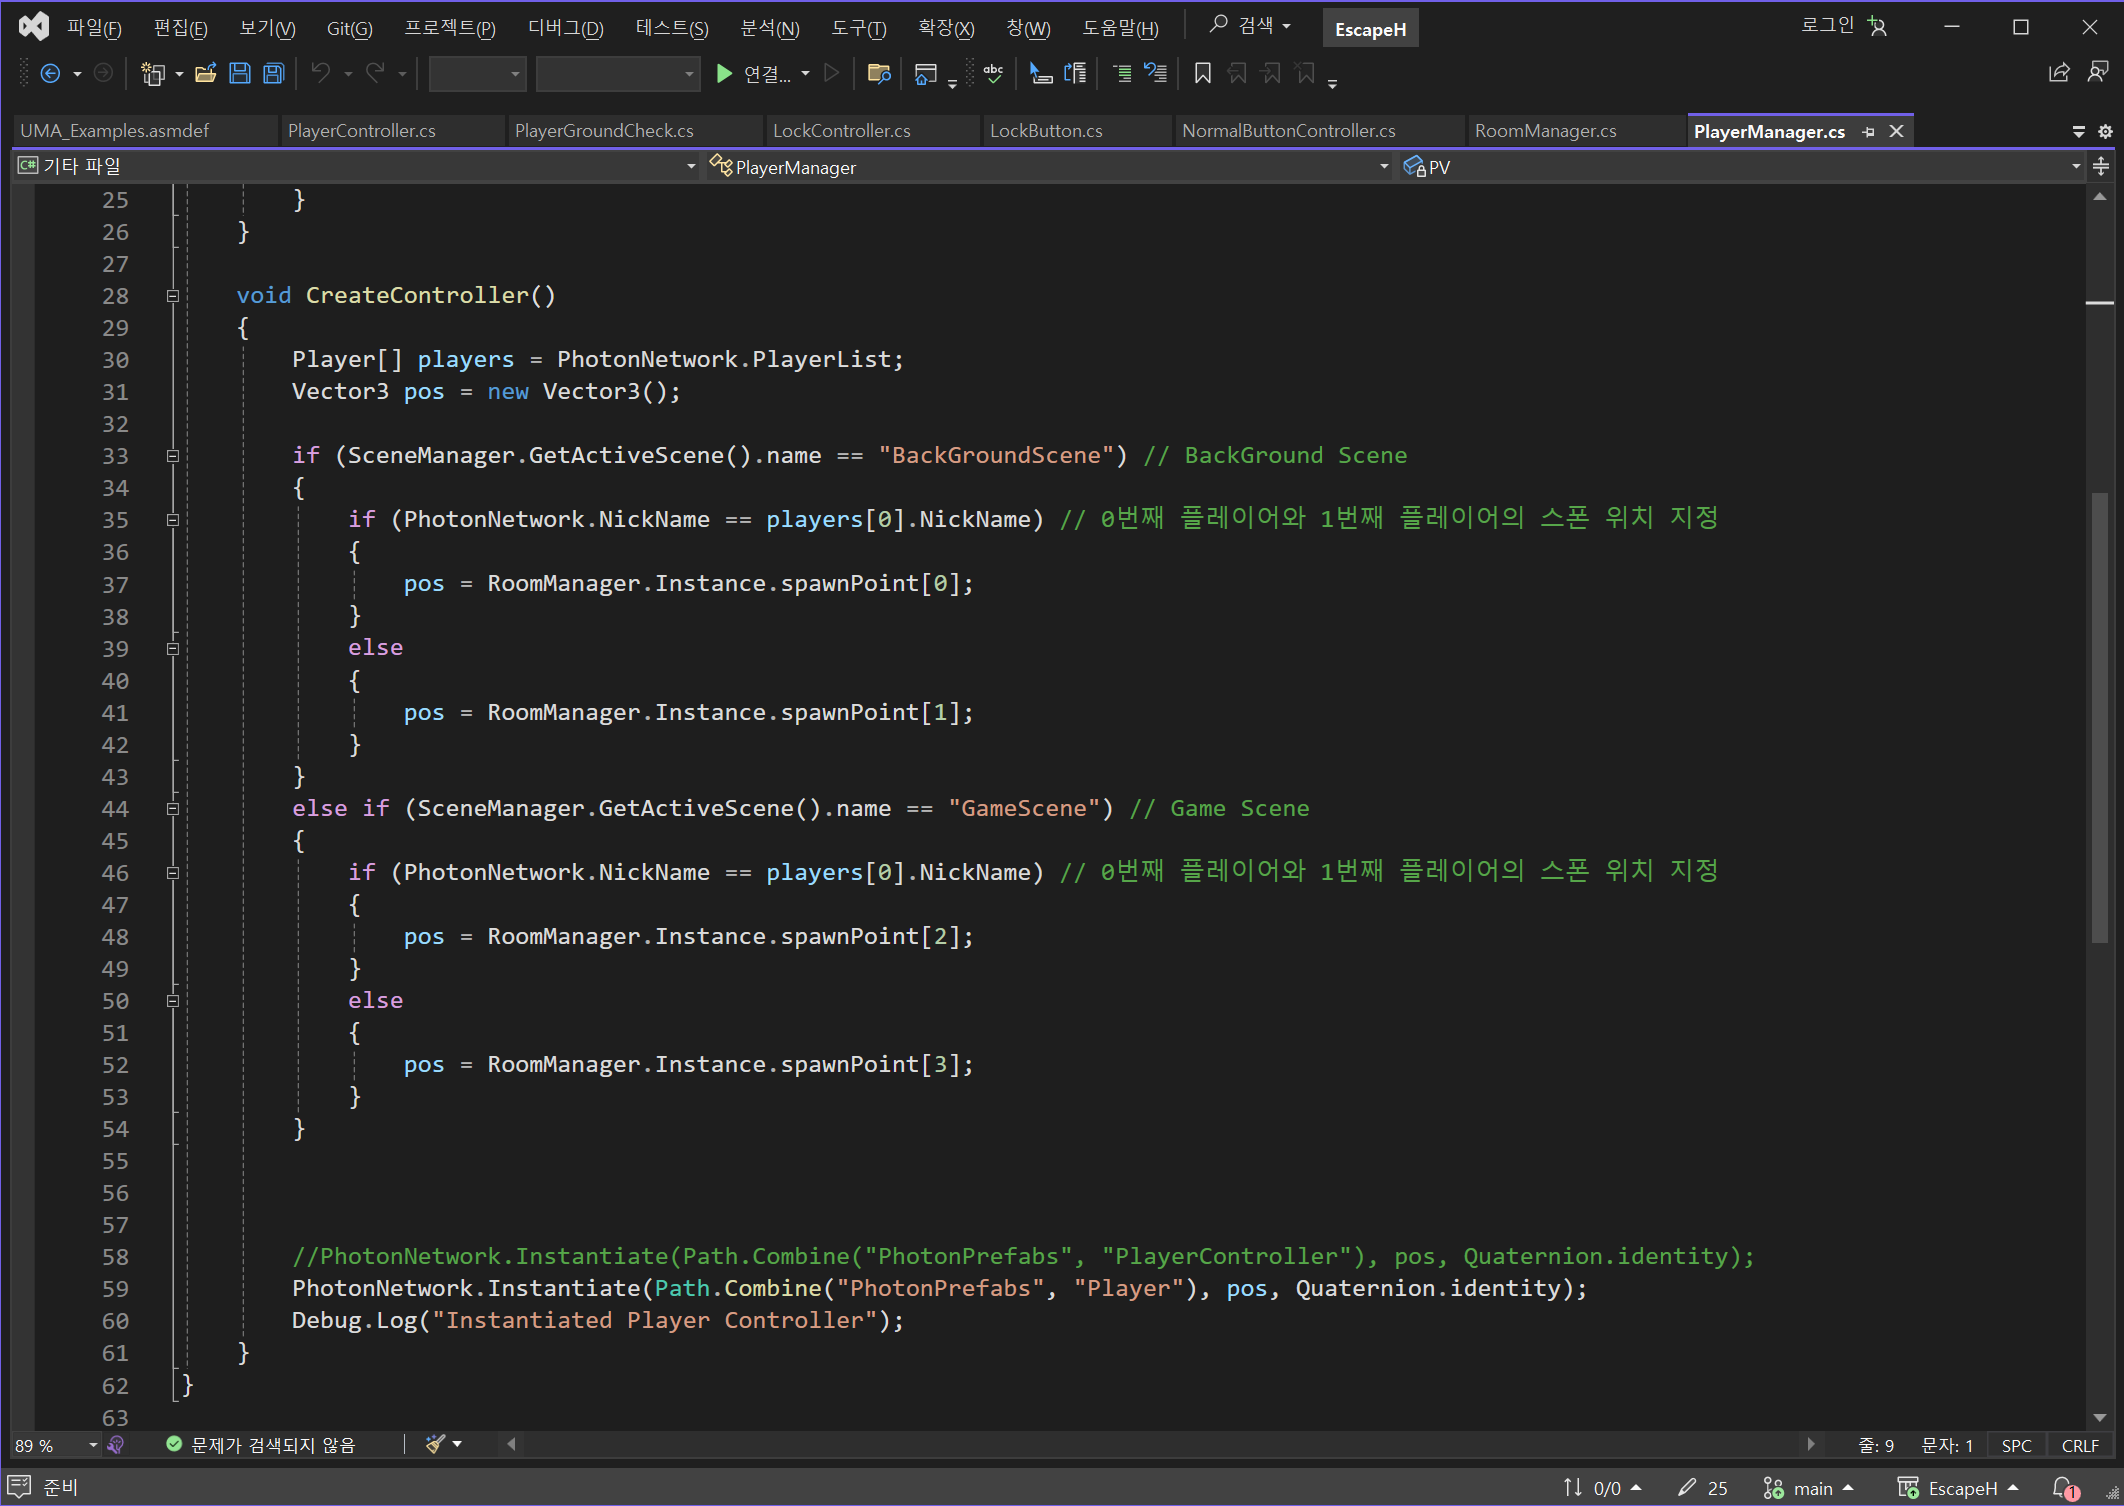 파일(F) 편집(E) 보기(V) Git(G) 프로젝트(P) 디버그(D) 테스트(S) 분석(N) 도구(T) 확장(X) 창(W) 도움말(H) 검색 EscapeH 로그인
연결...
UMA_Examples.asmdef PlayerController.cs PlayerGroundCheck.cs LockController.cs LockButton.cs NormalButtonController.cs RoomManager.cs PlayerManager.cs
C# 기타 파일 PlayerManager PV
25 }
26 }
27
28 void CreateController()
29 {
30 Player[] players = PhotonNetwork.PlayerList;
31 Vector3 pos = new Vector3();
32
33 if (SceneManager.GetActiveScene().name == "BackGroundScene") // BackGround Scene
34 {
35 if (PhotonNetwork.NickName == players[0].NickName) // 0번째 플레이어와 1번째 플레이어의 스폰 위치 지정
36 {
37 pos = RoomManager.Instance.spawnPoint[0];
38 }
39 else
40 {
41 pos = RoomManager.Instance.spawnPoint[1];
42 }
43 }
44 else if (SceneManager.GetActiveScene().name == "GameScene") // Game Scene
45 {
46 if (PhotonNetwork.NickName == players[0].NickName) // 0번째 플레이어와 1번째 플레이어의 스폰 위치 지정
47 {
48 pos = RoomManager.Instance.spawnPoint[2];
49 }
50 else
51 {
52 pos = RoomManager.Instance.spawnPoint[3];
53 }
54 }
55
56
57
58 //PhotonNetwork.Instantiate(Path.Combine("PhotonPrefabs", "PlayerController"), pos, Quaternion.identity);
59 PhotonNetwork.Instantiate(Path.Combine("PhotonPrefabs", "Player"), pos, Quaternion.identity);
60 Debug.Log("Instantiated Player Controller");
61 }
62 }
63
89 % 문제가 검색되지 않음 줄: 9 문자: 1 SPC CRLF
준비 0/0 25 main EscapeH 1